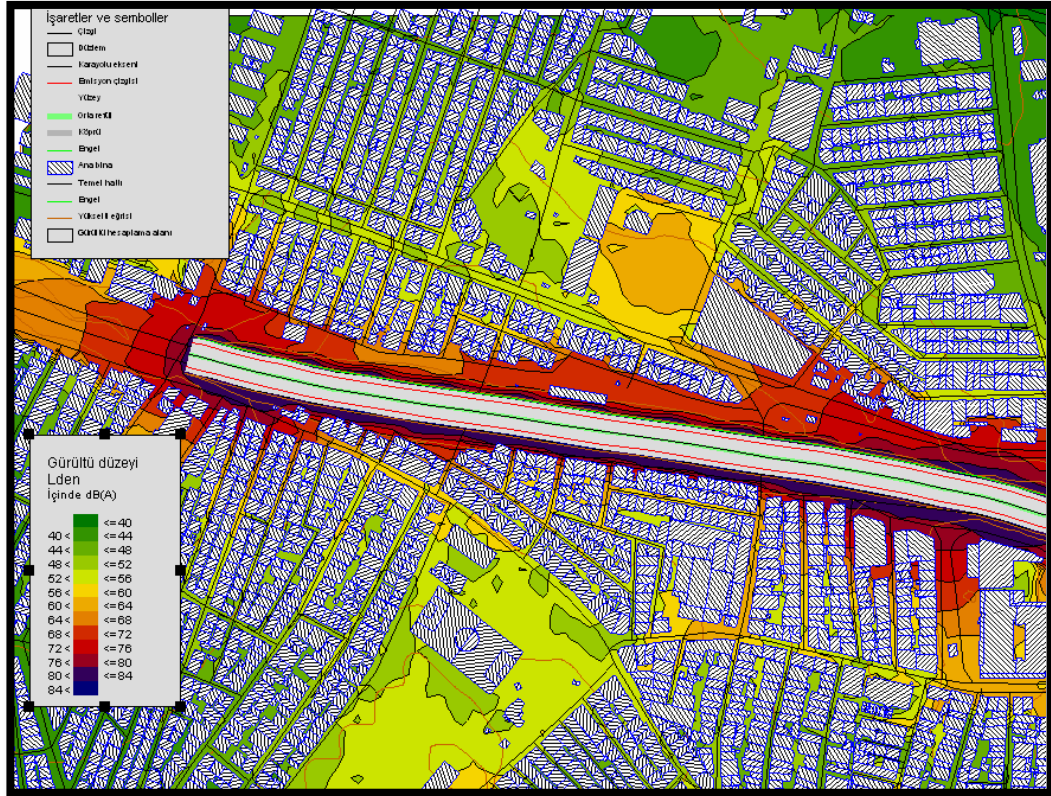 İşaretler ve semboller
Çizgi
Düzlem
Karayolu ekseni
Emisyon çizgisi
Yüzey
Orta refüj
Köprü
Engel
Ana bina
Temel hattı
Engel
Yükselti eğrisi
Gürültü hesaplama alanı
Gürültü düzeyi
Lden
İçinde dB(A)
<=40
40 < <=44
44 < <=48
48 < <=52
52 < <=56
56 < <=60
60 < <=64
64 < <=68
68 < <=72
72 < <=76
76 < <=80
80 < <=84
84 <